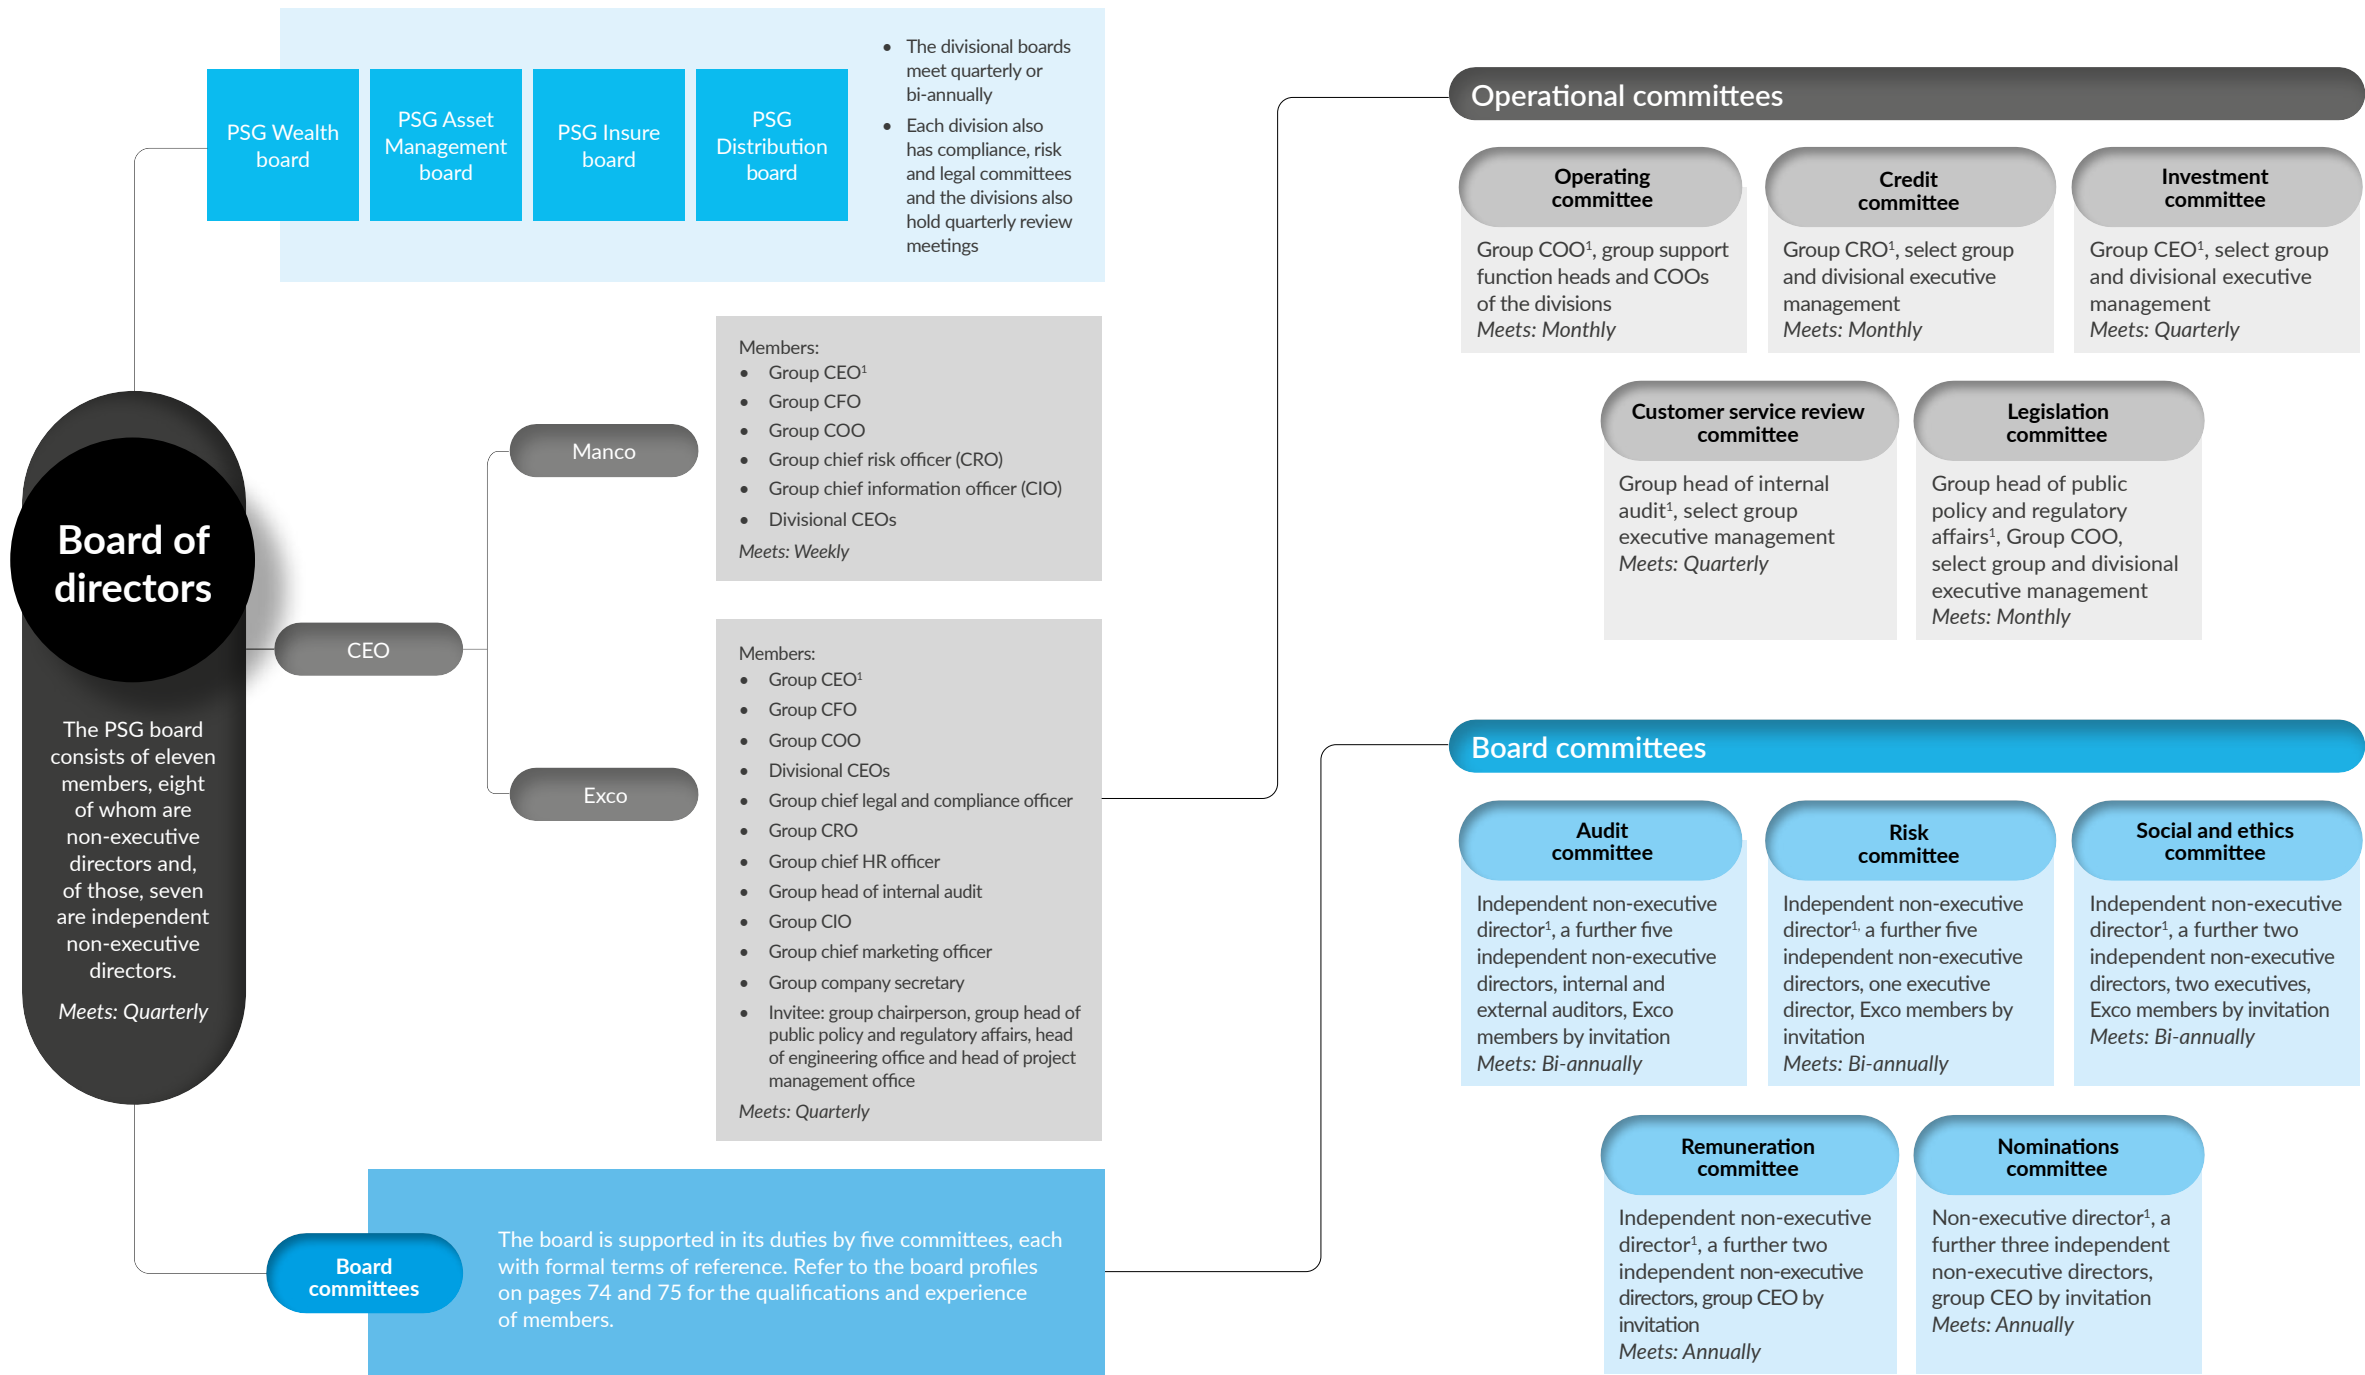 PSG Wealth
board
PSG Asset
Management
board
PSG Insure
board
PSG
Distribution
board
• The divisional boards
meet quarterly or
bi-annually
• Each division also
has compliance, risk
and legal committees
and the divisions also
hold quarterly review
meetings
Board of
directors
The PSG board
consists of eleven
members, eight
of whom are
non-executive
directors and,
of those, seven
are independent
non-executive
directors.
Meets: Quarterly
CEO
Manco
Members:
• Group CEO¹
• Group CFO
• Group COO
• Group chief risk officer (CRO)
• Group chief information officer (CIO)
• Divisional CEOs
Meets: Weekly
Exco
Members:
• Group CEO¹
• Group CFO
• Group COO
• Divisional CEOs
• Group chief legal and compliance officer
• Group CRO
• Group chief HR officer
• Group head of internal audit
• Group CIO
• Group chief marketing officer
• Group company secretary
• Invitee: group chairperson, group head of
public policy and regulatory affairs, head
of engineering office and head of project
management office
Meets: Quarterly
Board
committees
The board is supported in its duties by five committees, each
with formal terms of reference. Refer to the board profiles
on pages 74 and 75 for the qualifications and experience
of members.
Operational committees
Operating
committee
Group COO¹, group support
function heads and COOs
of the divisions
Meets: Monthly
Credit
committee
Group CRO¹, select group
and divisional executive
management
Meets: Monthly
Investment
committee
Group CEO¹, select group
and divisional executive
management
Meets: Quarterly
Customer service review
committee
Group head of internal
audit¹, select group
executive management
Meets: Quarterly
Legislation
committee
Group head of public
policy and regulatory
affairs¹, Group COO,
select group and divisional
executive management
Meets: Monthly
Board committees
Audit
committee
Independent non-executive
director¹, a further five
independent non-executive
directors, internal and
external auditors, Exco
members by invitation
Meets: Bi-annually
Risk
committee
Independent non-executive
director¹, a further five
independent non-executive
directors, one executive
director, Exco members by
invitation
Meets: Bi-annually
Social and ethics
committee
Independent non-executive
director¹, a further two
independent non-executive
directors, two executives,
Exco members by invitation
Meets: Bi-annually
Remuneration
committee
Independent non-executive
director¹, a further two
independent non-executive
directors, group CEO by
invitation
Meets: Annually
Nominations
committee
Non-executive director¹, a
further three independent
non-executive directors,
group CEO by invitation
Meets: Annually